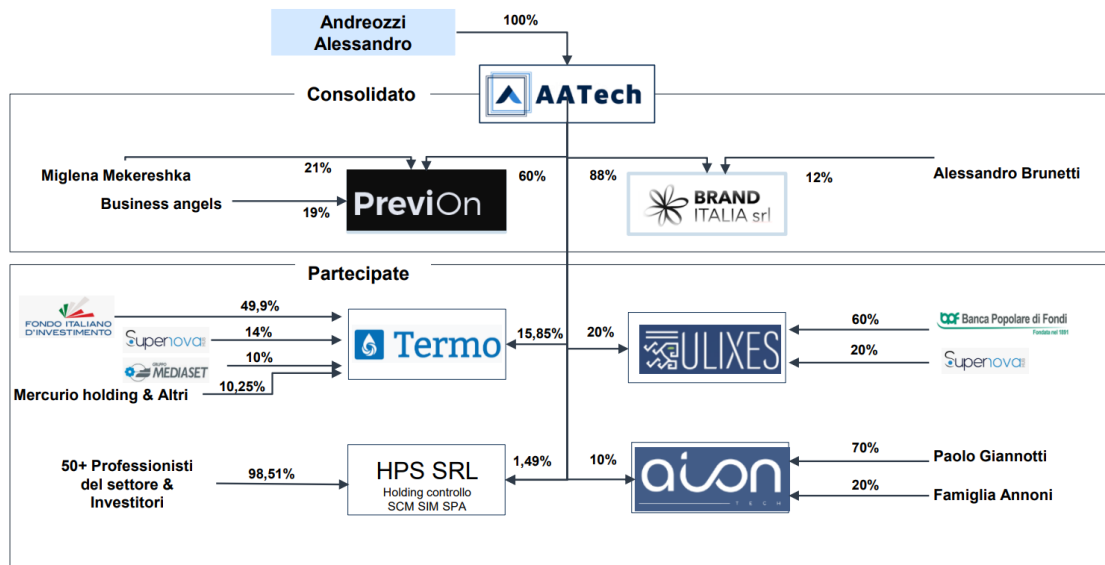 Andreozzi
Alessandro
100%
AATech
Consolidato
Miglena Mekereshka
21%
60%
88%
12%
Alessandro Brunetti
Business angels
19%
PreviOn
BRAND
ITALIA srl
Partecipate
FONDO ITALIANO
D'INVESTIMENTO
49,9%
Supernova
14%
GRUPPO
MEDIASET
10%
Mercurio holding & Altri
10,25%
Termo
15,85%
20%
ULIXES
60%
bpf Banca Popolare di Fondi
Fondata nel 1891
20%
Supernova
50+ Professionisti
del settore &
Investitori
98,51%
HPS SRL
Holding controllo
SCM SIM SPA
1,49%
10%
aion
TECH
70%
Paolo Giannotti
20%
Famiglia Annoni